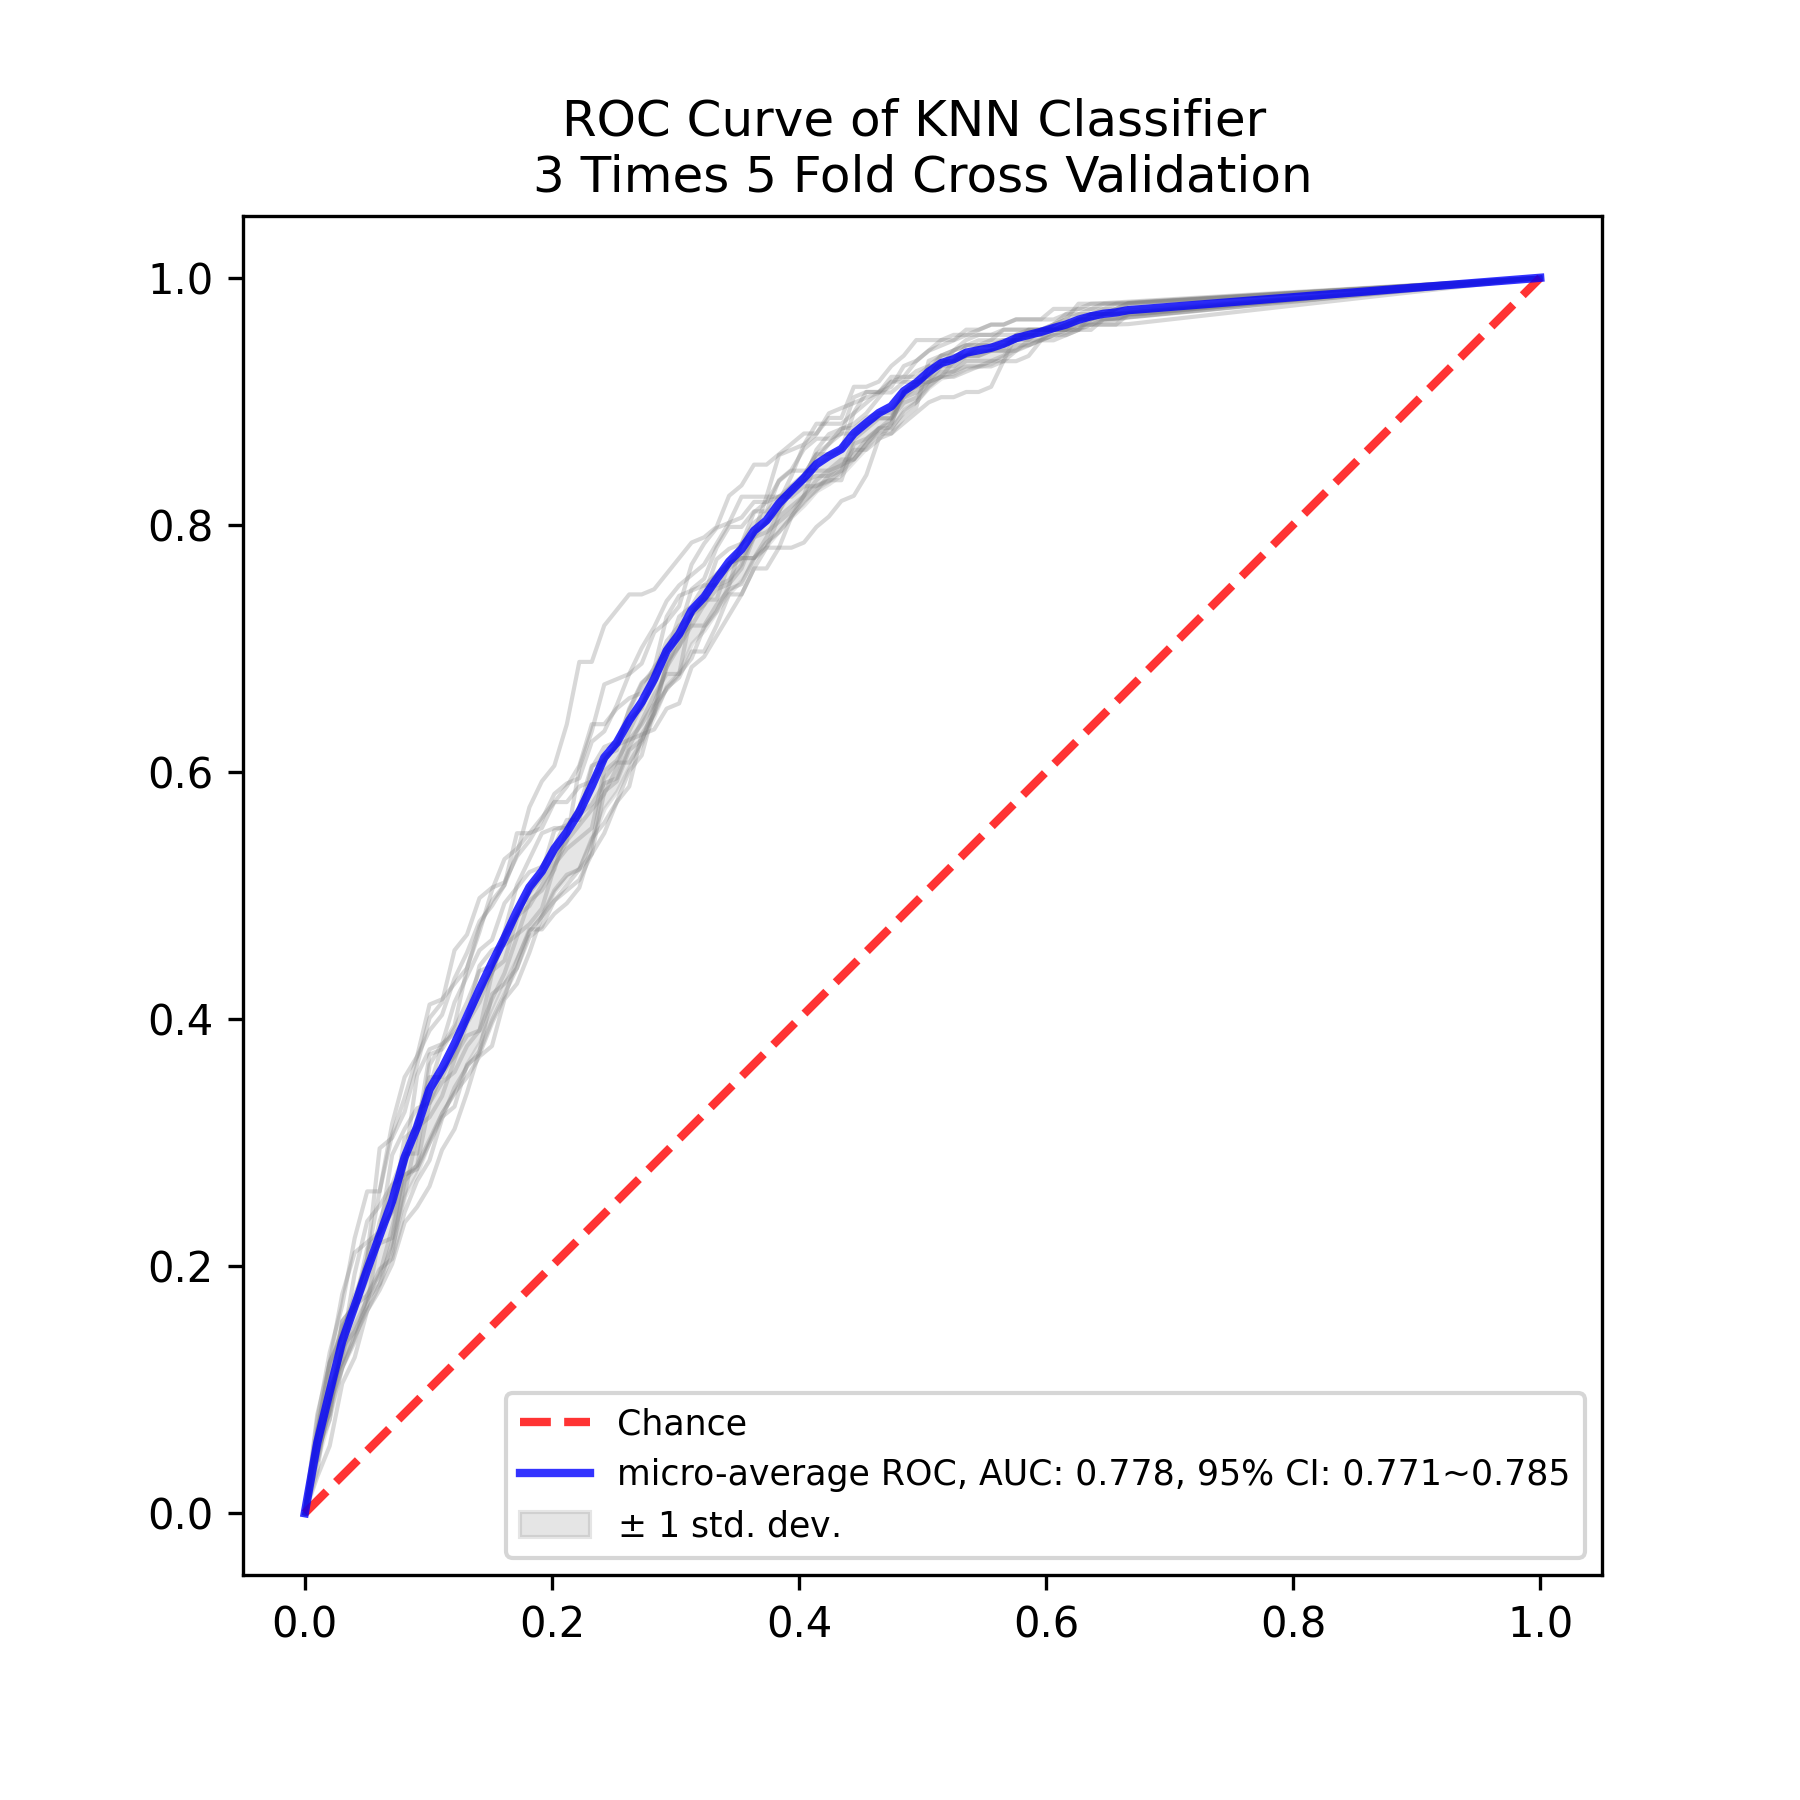 ROC Curve of KNN Classifier
3 Times 5 Fold Cross Validation
1.0
0.8
0.6
0.4
0.2
0.0
Chance
micro-average ROC, AUC: 0.778, 95% CI: 0.771~0.785
± 1 std. dev.
0.0 0.2 0.4 0.6 0.8 1.0